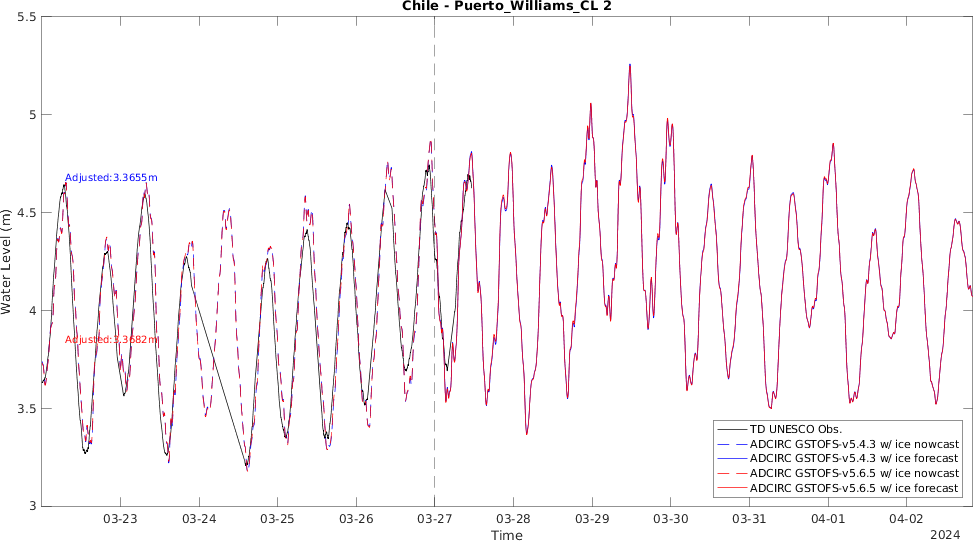 Chile - Puerto_Williams_CL 2
5.5
5
4.5
4
3.5
3
Water Level (m)
Adjusted:3.3655m
Adjusted:3.3682m
TD UNESCO Obs.
ADCIRC GSTOFS-v5.4.3 w/ ice nowcast
ADCIRC GSTOFS-v5.4.3 w/ ice forecast
ADCIRC GSTOFS-v5.6.5 w/ ice nowcast
ADCIRC GSTOFS-v5.6.5 w/ ice forecast
03-23 03-24 03-25 03-26 03-27 03-28 03-29 03-30 03-31 04-01 04-02
Time
2024